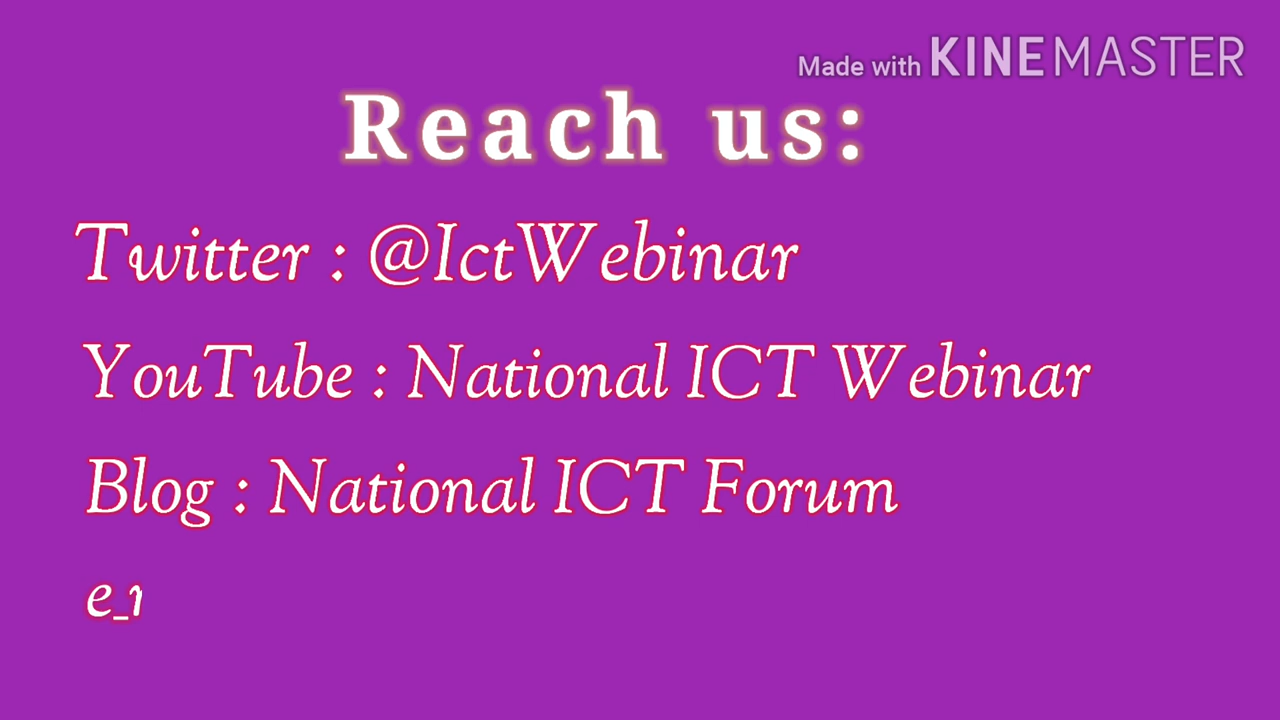 Made with KINEMASTER
Reach us:
Twitter : @IctWebinar
YouTube : National ICT Webinar
Blog : National ICT Forum